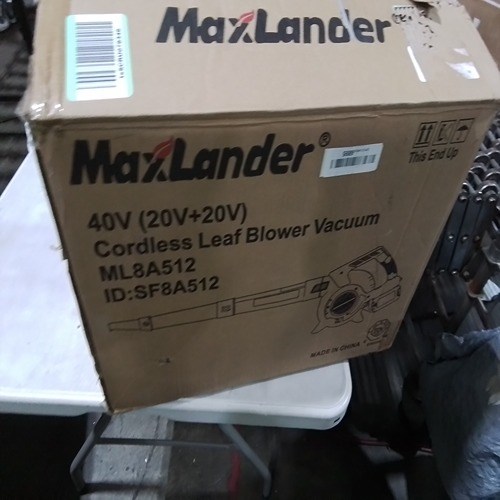 MaxLander
MaxLander®
This End Up
40V (20V+20V)
Cordless Leaf Blower Vacuum
ML8A512
ID:SF8A512
MADE IN CHINA